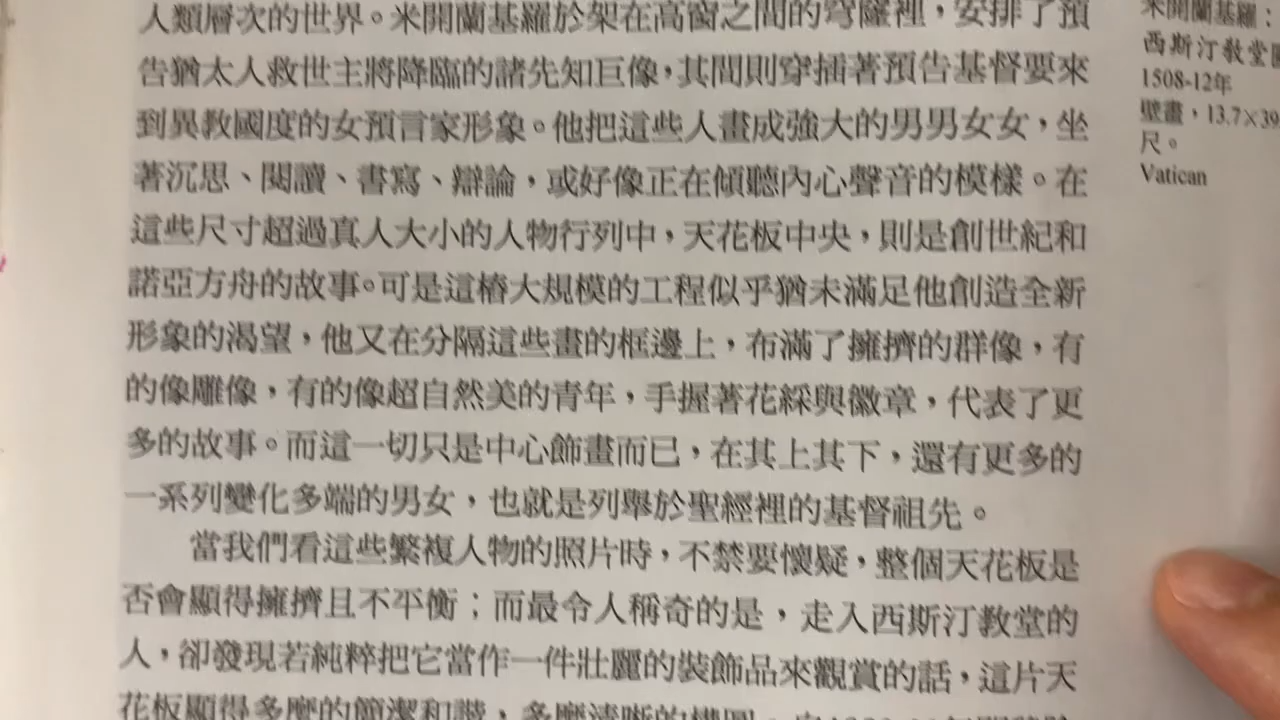 人類層次的世界。米開蘭基羅於架在高窗之間的穹窿裡，安排了預
告猶太人救世主將降臨的諸先知巨像，其間則穿插著預告基督要來
到異教國度的女預言家形象。他把這些人畫成強大的男男女女，坐
著沉思、閱讀、書寫、辯論，或好像正在傾聽內心聲音的模樣。在
這些尺寸超過真人大小的人物行列中，天花板中央，則是創世紀和
諾亞方舟的故事。可是這樁大規模的工程似乎猶未滿足他創造全新
形象的渴望，他又在分隔這些畫的框邊上，布滿了擁擠的群像，有
的像雕像，有的像超自然美的青年，手握著花綵與徽章，代表了更
多的故事。而這一切只是中心飾畫而已，在其上其下，還有更多的
一系列變化多端的男女，也就是列舉於聖經裡的基督祖先。
當我們看這些繁複人物的照片時，不禁要懷疑，整個天花板是
否會顯得擁擠且不平衡；而最令人稱奇的是，走入西斯汀教堂的
人，卻發現若純粹把它當作一件壯麗的裝飾品來觀賞的話，這片天
花板顯得多麼的簡潔和諧，多麼清晰的構圖。
米開蘭基羅：
西斯汀教堂
1508-12年
壁畫，13.7×39
尺。
Vatican